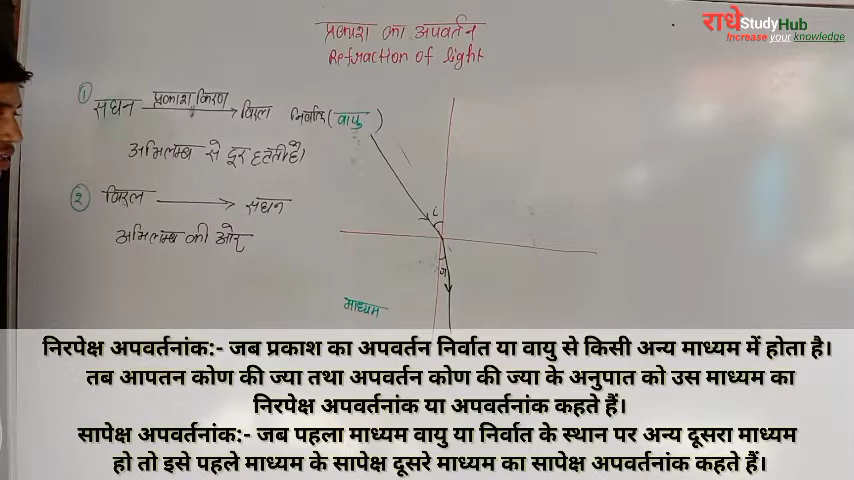 राधे StudyHub
Increase your knowledge
प्रकाश का अपवर्तन
Refraction of light
① सघन प्रकाश किरण विरल निर्वात (वायु)
अभिलम्ब से दूर हटती है।
② विरल सघन
अभिलम्ब की ओर
i
r
माध्यम
निरपेक्ष अपवर्तनांक:- जब प्रकाश का अपवर्तन निर्वात या वायु से किसी अन्य माध्यम में होता है।
तब आपतन कोण की ज्या तथा अपवर्तन कोण की ज्या के अनुपात को उस माध्यम का
निरपेक्ष अपवर्तनांक या अपवर्तनांक कहते हैं।
सापेक्ष अपवर्तनांक:- जब पहला माध्यम वायु या निर्वात के स्थान पर अन्य दूसरा माध्यम
हो तो इसे पहले माध्यम के सापेक्ष दूसरे माध्यम का सापेक्ष अपवर्तनांक कहते हैं।